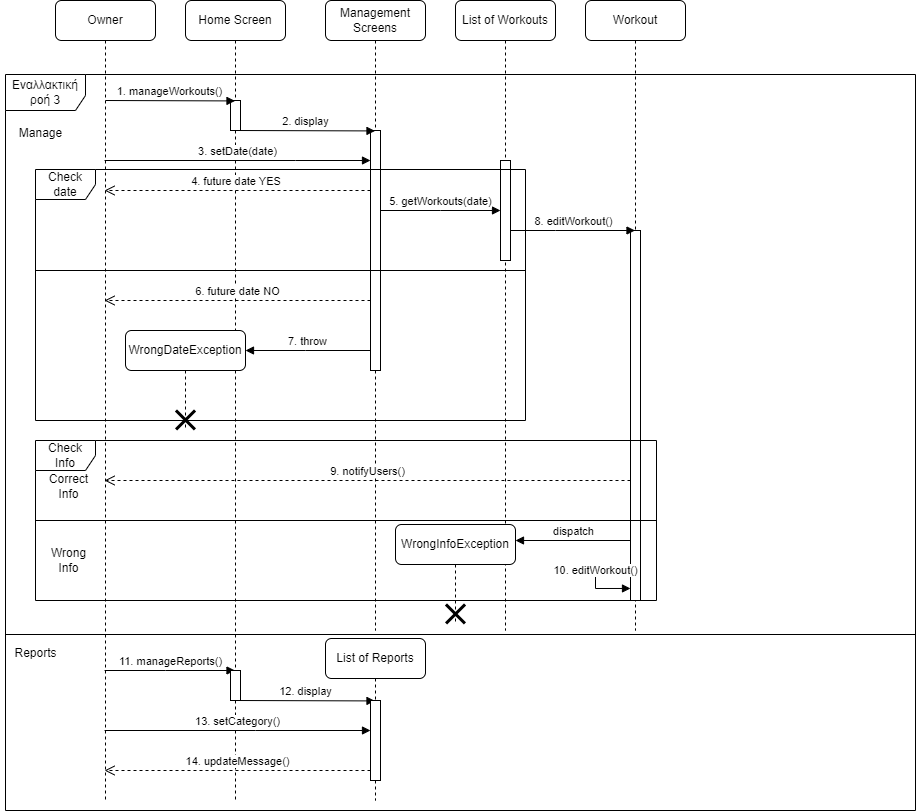 Owner
Home Screen
Management
Screens
List of Workouts
Workout
Εναλλακτική
ροή 3
1. manageWorkouts()
2. display
Manage
3. setDate(date)
Check
date
4. future date YES
5. getWorkouts(date)
8. editWorkout()
6. future date NO
7. throw
WrongDateException
Check
Info
9. notifyUsers()
Correct
Info
dispatch
WrongInfoException
Wrong
Info
10. editWorkout()
Reports
List of Reports
11. manageReports()
12. display
13. setCategory()
14. updateMessage()